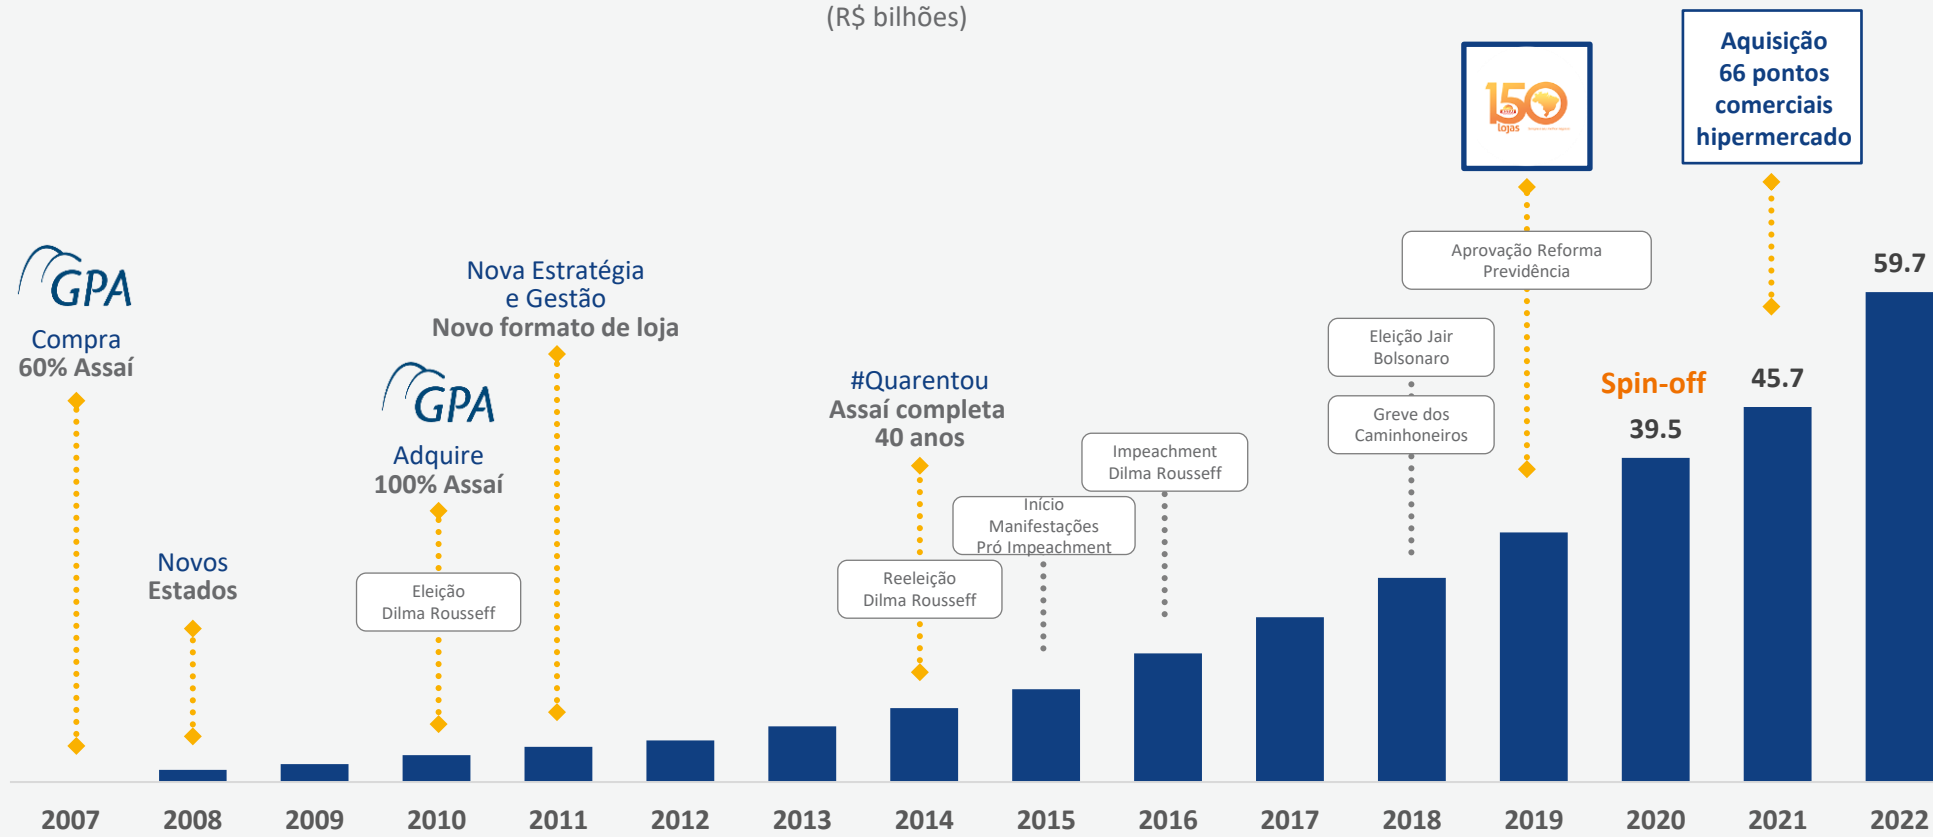 (R$ bilhões)
GPA
Compra
60% Assaí
Novos
Estados
GPA
Adquire
100% Assaí
Eleição
Dilma Rousseff
Nova Estratégia
e Gestão
Novo formato de loja
#Quarentou
Assaí completa
40 anos
Reeleição
Dilma Rousseff
Início
Manifestações
Pró Impeachment
Impeachment
Dilma Rousseff
Eleição Jair
Bolsonaro
Greve dos
Caminhoneiros
150
lojas
Aprovação Reforma
Previdência
Spin-off
39.5
Aquisição
66 pontos
comerciais
hipermercado
45.7
59.7
2007 2008 2009 2010 2011 2012 2013 2014 2015 2016 2017 2018 2019 2020 2021 2022